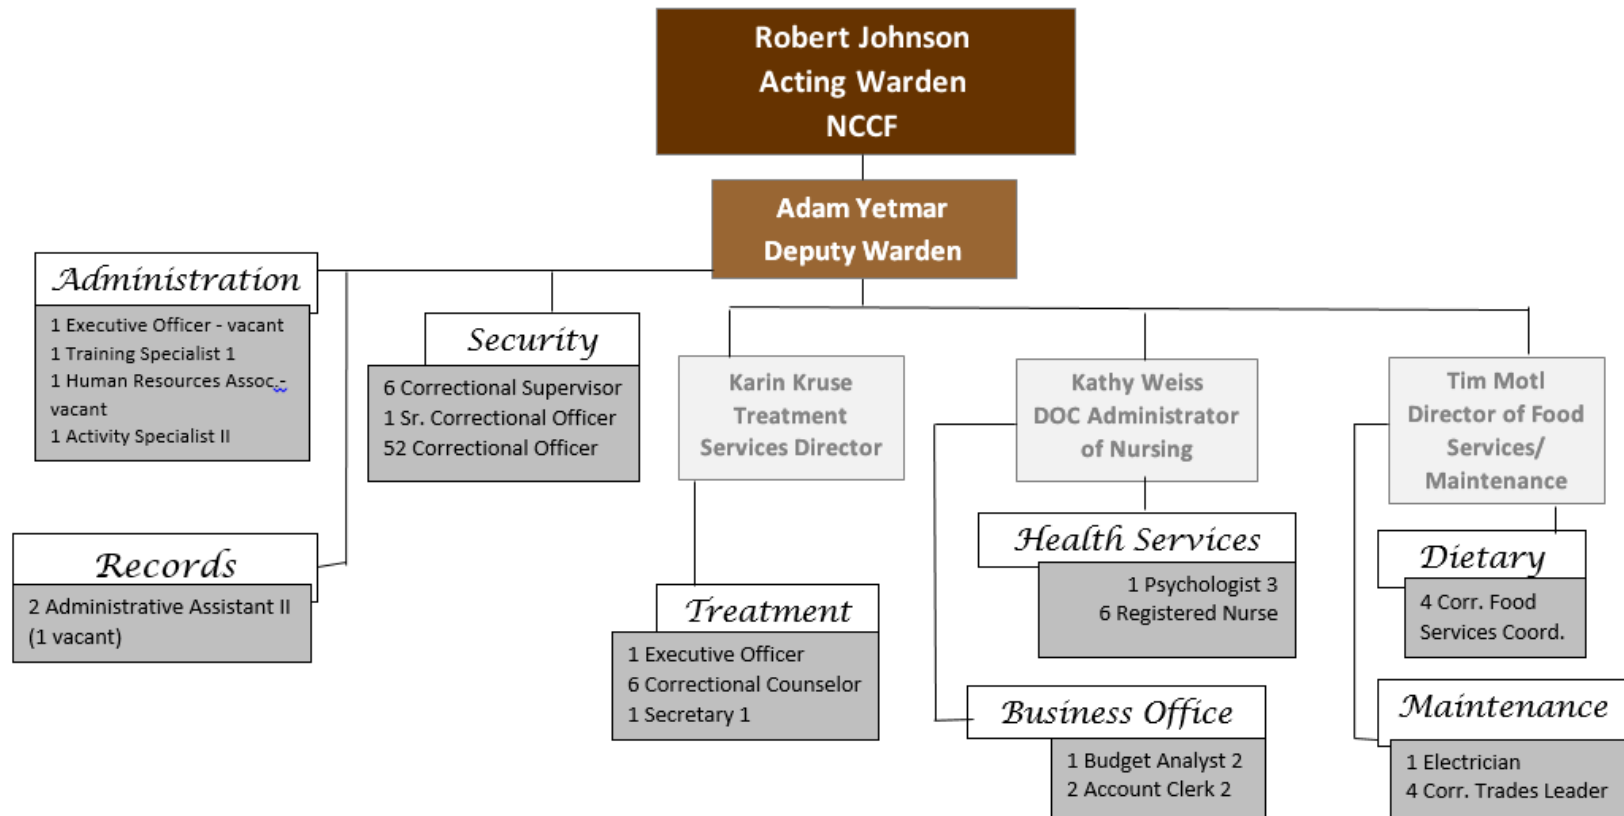 Robert Johnson
Acting Warden
NCCF
Adam Yetmar
Deputy Warden
Administration
1 Executive Officer - vacant
1 Training Specialist 1
1 Human Resources Assoc.-
vacant
1 Activity Specialist II
Security
6 Correctional Supervisor
1 Sr. Correctional Officer
52 Correctional Officer
Records
2 Administrative Assistant II
(1 vacant)
Karin Kruse
Treatment
Services Director
Treatment
1 Executive Officer
6 Correctional Counselor
1 Secretary 1
Kathy Weiss
DOC Administrator
of Nursing
Health Services
1 Psychologist 3
6 Registered Nurse
Business Office
1 Budget Analyst 2
2 Account Clerk 2
Tim Motl
Director of Food
Services/
Maintenance
Dietary
4 Corr. Food
Services Coord.
Maintenance
1 Electrician
4 Corr. Trades Leader